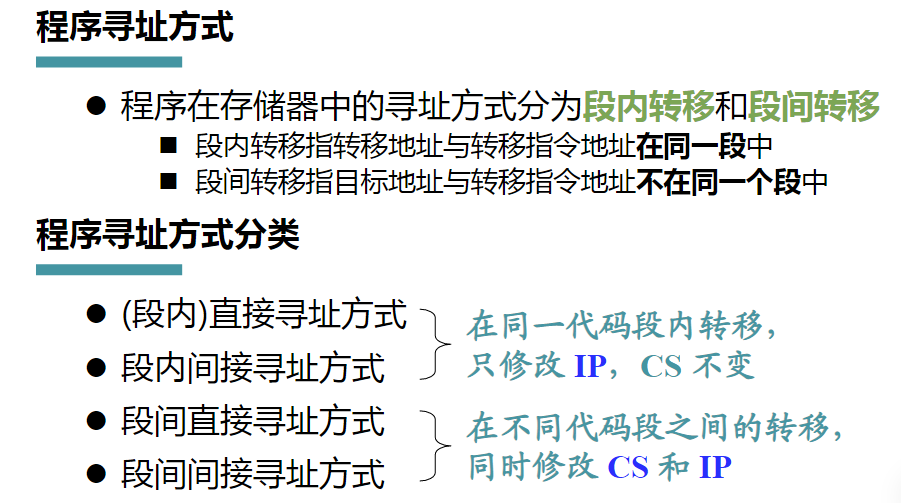 程序寻址方式
程序在存储器中的寻址方式分为段内转移和段间转移
段内转移指转移地址与转移指令地址在同一段中
段间转移指目标地址与转移指令地址不在同一个段中
程序寻址方式分类
(段内)直接寻址方式
段内间接寻址方式
在同一代码段内转移，
只修改 IP，CS 不变
段间直接寻址方式
段间间接寻址方式
在不同代码段之间的转移，
同时修改 CS 和 IP